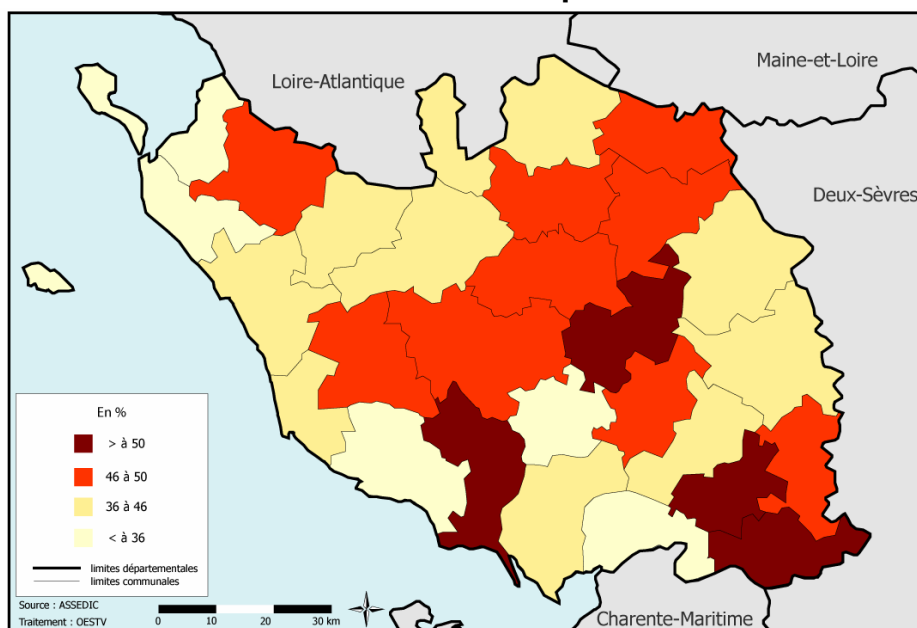 Loire-Atlantique
Maine-et-Loire
Deux-Sèvres
En %
> à 50
46 à 50
36 à 46
< à 36
limites départementales
limites communales
Source : ASSEDIC
Traitement : OESTV
0 10 20 30 km
Charente-Maritime